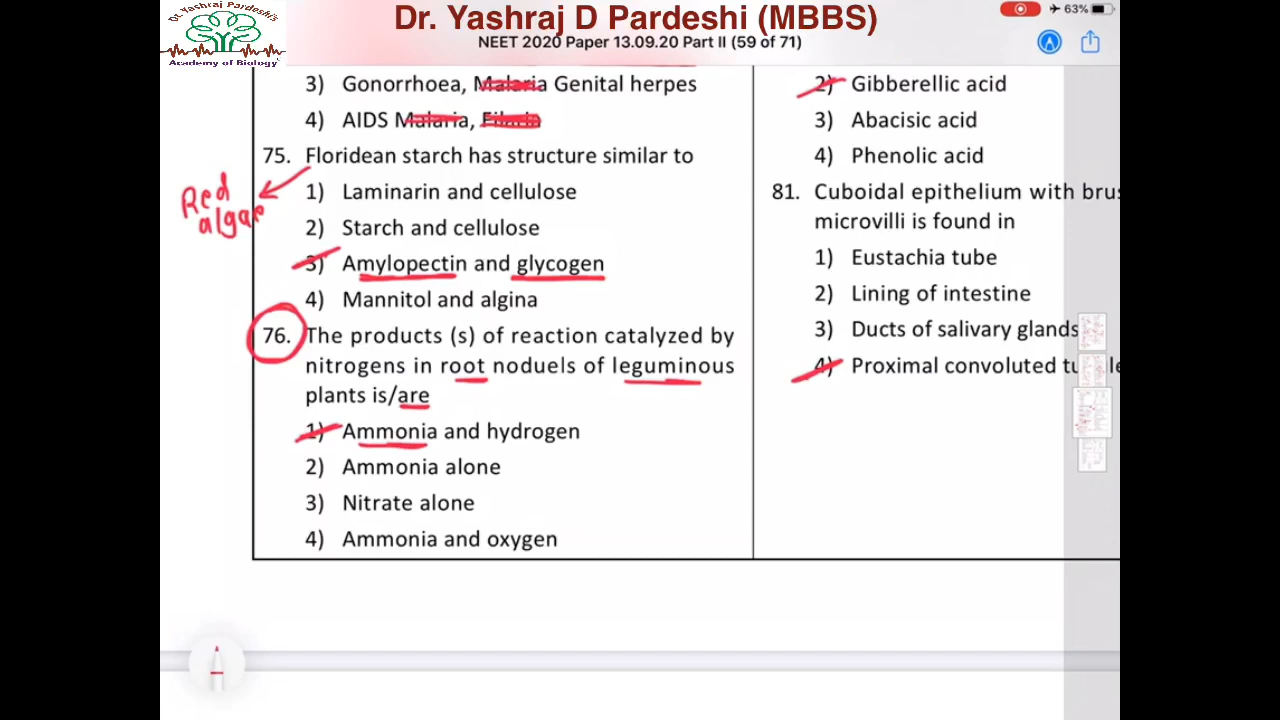 Dr. Yashraj Pardeshi's
Academy of Biology
Dr. Yashraj D Pardeshi (MBBS)
NEET 2020 Paper 13.09.20 Part II (59 of 71)
63%
3) Gonorrhoea, Malaria Genital herpes
4) AIDS Malaria, Filaria
75. Floridean starch has structure similar to
Red
algae
1) Laminarin and cellulose
2) Starch and cellulose
3) Amylopectin and glycogen
4) Mannitol and algina
76. The products (s) of reaction catalyzed by
nitrogens in root noduels of leguminous
plants is/are
1) Ammonia and hydrogen
2) Ammonia alone
3) Nitrate alone
4) Ammonia and oxygen
2) Gibberellic acid
3) Abacisic acid
4) Phenolic acid
81. Cuboidal epithelium with brus
microvilli is found in
1) Eustachia tube
2) Lining of intestine
3) Ducts of salivary glands
4) Proximal convoluted